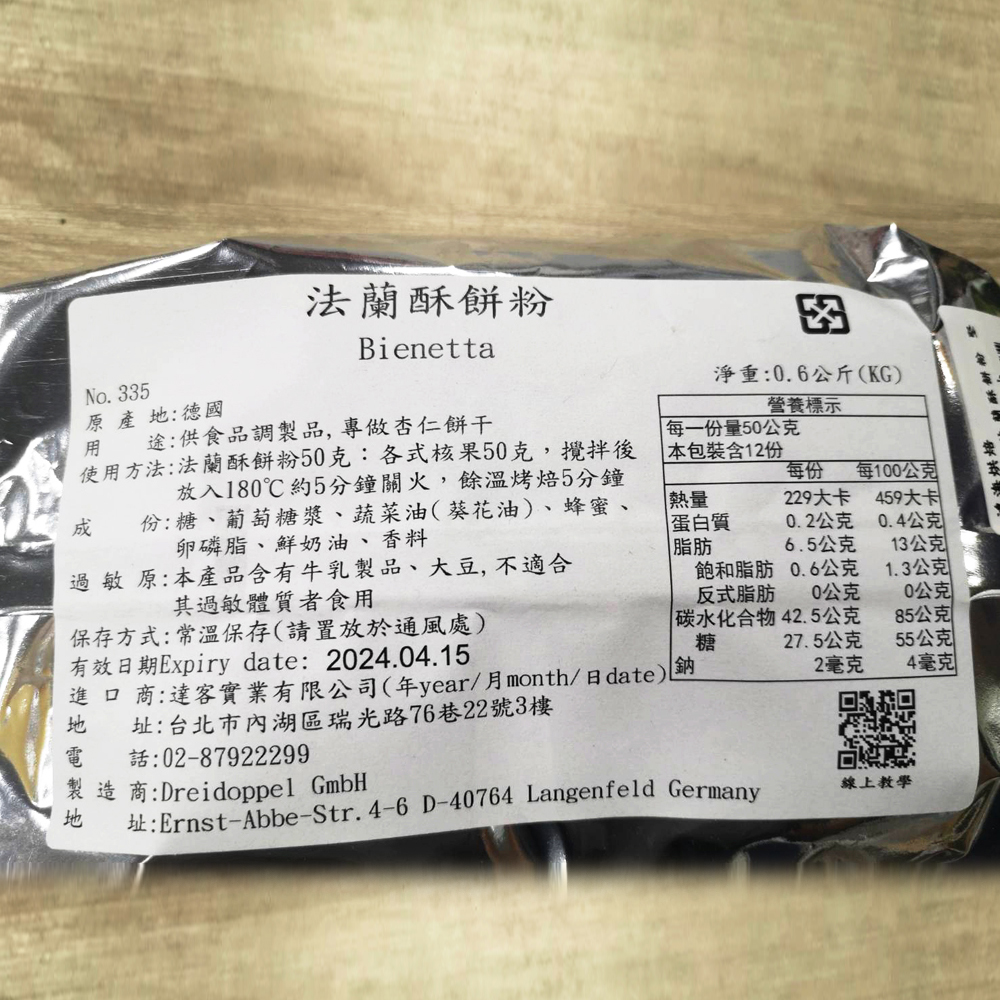 法蘭酥餅粉
Bienetta
No.335
淨重:0.6公斤(KG)
原產地:德國
用途:供食品調製品,專做杏仁餅干
使用方法:法蘭酥餅粉50克:各式核果50克,攪拌後
放入180℃約5分鐘關火,餘溫烤焙5分鐘
成份:糖、葡萄糖漿、蔬菜油(葵花油)、蜂蜜、
卵磷脂、鮮奶油、香料
過敏原:本產品含有牛乳製品、大豆,不適合
其過敏體質者食用
保存方式:常溫保存(請置放於通風處)
有效日期Expiry date: 2024.04.15
進口商:達客實業有限公司(年year/月month/日date)
地址:台北市內湖區瑞光路76巷22號3樓
電話:02-87922299
製造商:Dreidoppel GmbH
地址:Ernst-Abbe-Str.4-6 D-40764 Langenfeld Germany
營養標示
每一份量50公克
本包裝含12份
每份 每100公克
熱量 229大卡 459大卡
蛋白質 0.2公克 0.4公克
脂肪 6.5公克 13公克
飽和脂肪 0.6公克 1.3公克
反式脂肪 0公克 0公克
碳水化合物 42.5公克 85公克
糖 27.5公克 55公克
鈉 2毫克 4毫克
線上教學